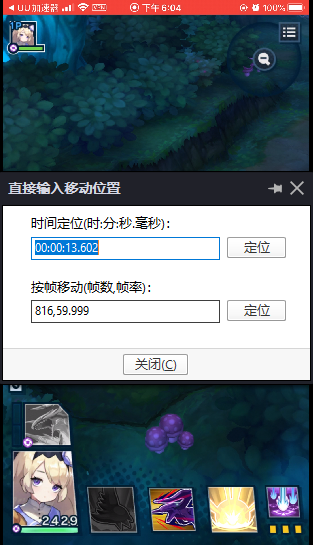 UU加速器 VPN 下午 6:04 100%
1P
直接输入移动位置
时间定位(时:分:秒.毫秒):
00:00:13.602 定位
按帧移动(帧数,帧率):
816,59.999 定位
关闭(C)
2429